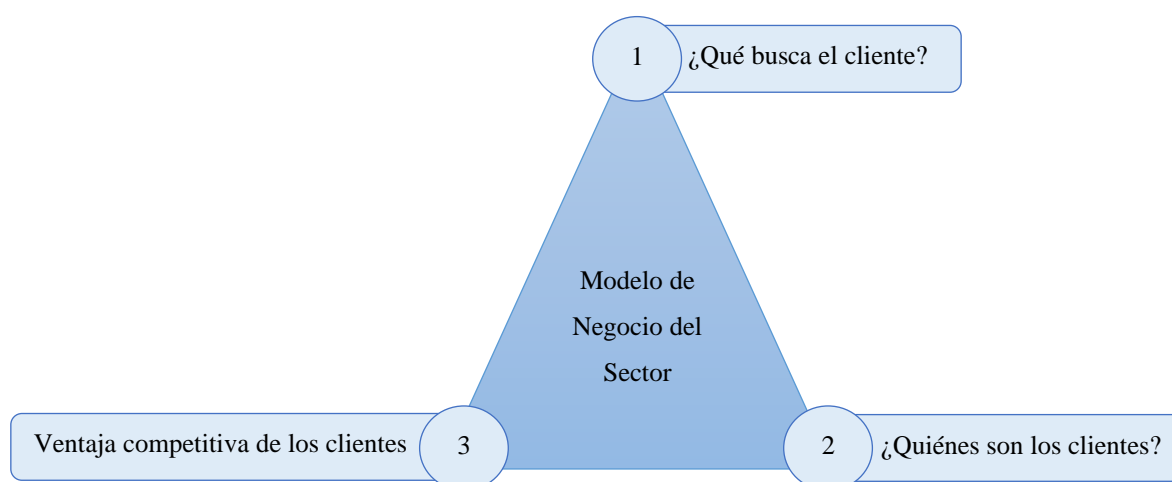 1
¿Qué busca el cliente?
Modelo de
Negocio del
Sector
Ventaja competitiva de los clientes
3
2
¿Quiénes son los clientes?